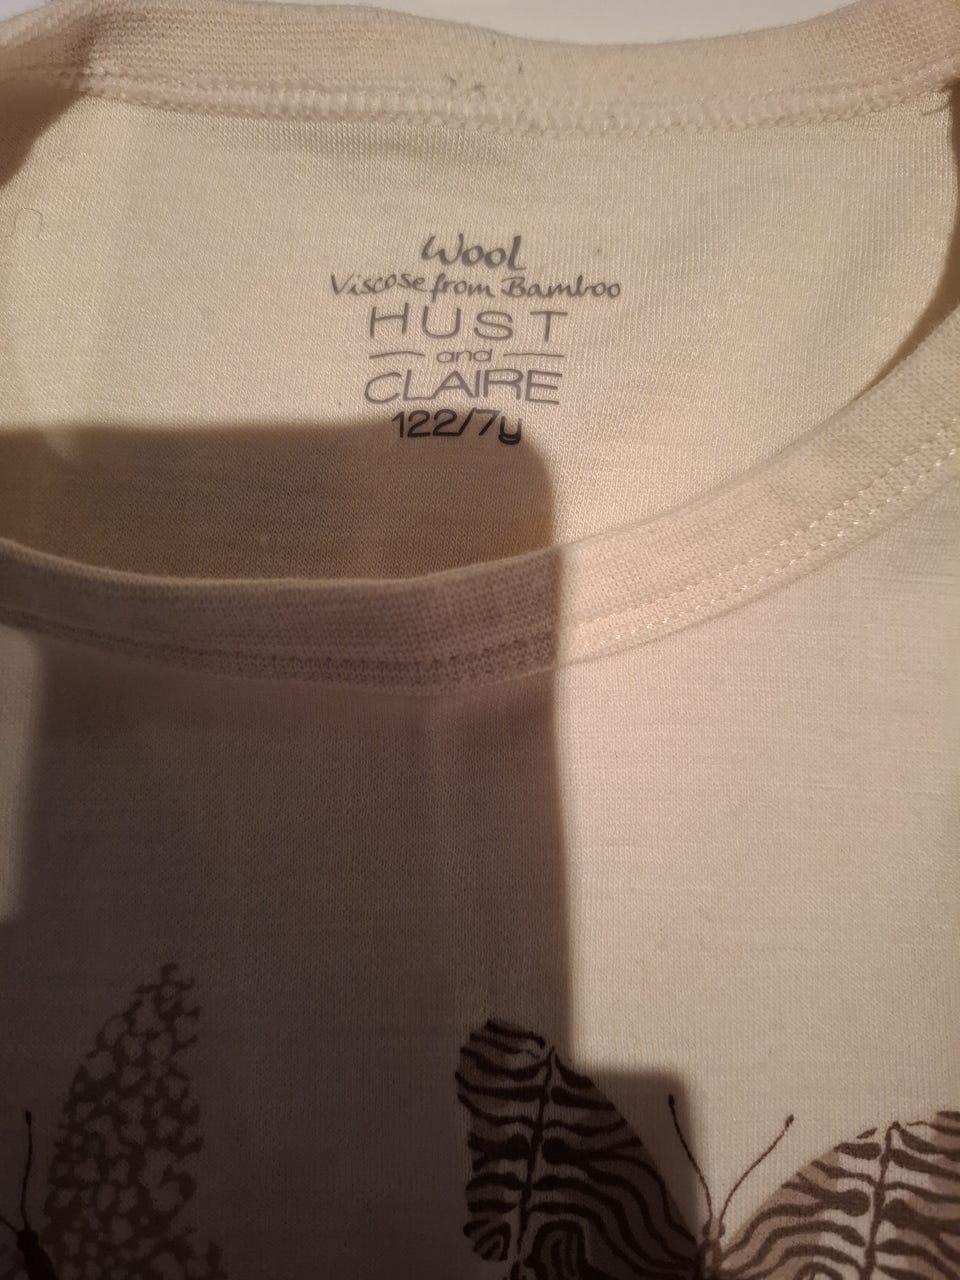 Wool
Viscose from Bamboo
HUST
and
CLAIRE
122/7y